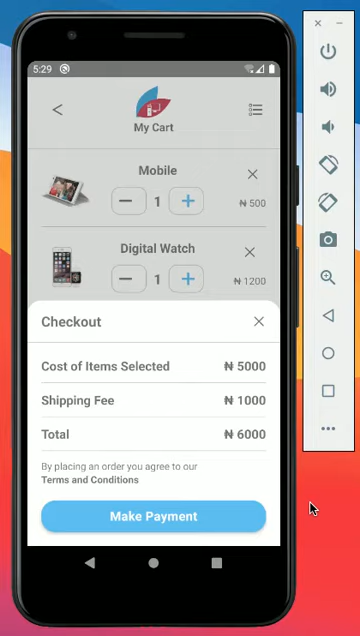 5:29
My Cart
Mobile
1
₦ 500
Digital Watch
1
₦ 1200
Checkout
Cost of Items Selected ₦ 5000
Shipping Fee ₦ 1000
Total ₦ 6000
By placing an order you agree to our
Terms and Conditions
Make Payment